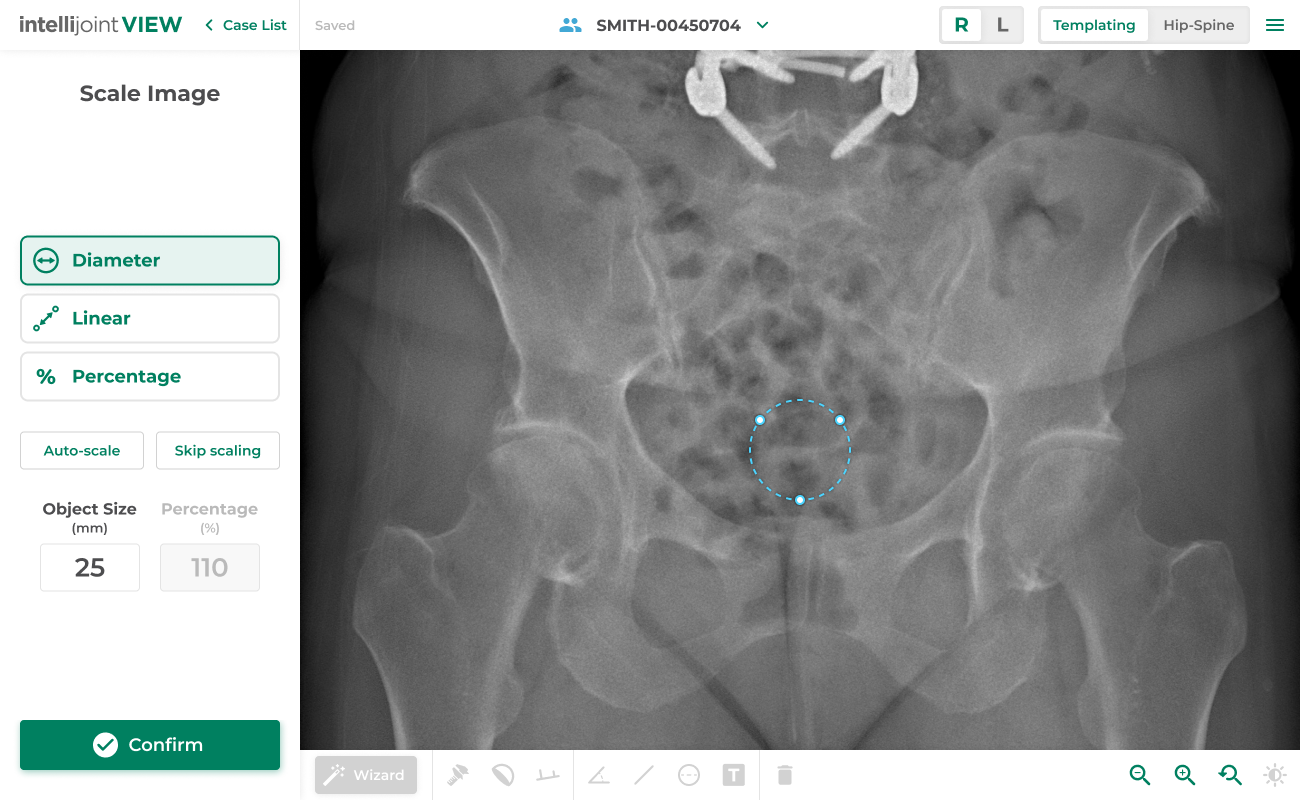 intellijoint VIEW
Case List
Saved
SMITH-00450704
R L
Templating
Hip-Spine
Scale Image
Diameter
Linear
% Percentage
Auto-scale
Skip scaling
Object Size
(mm)
25
Percentage
(%)
110
Confirm
Wizard
T